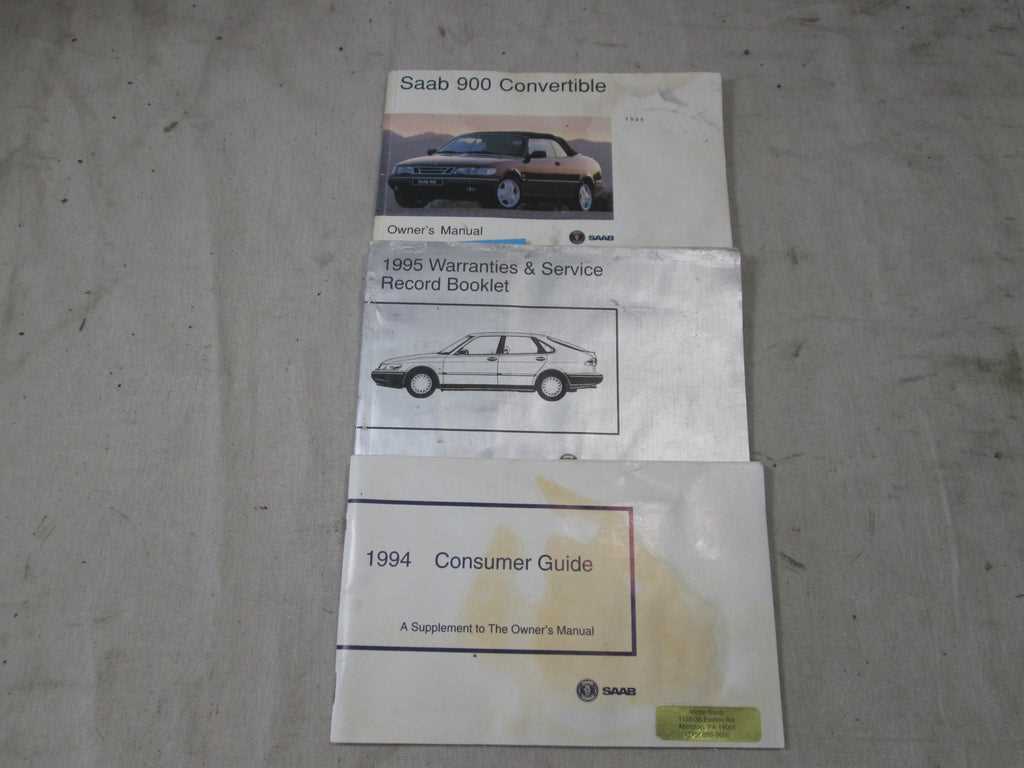 Saab 900 Convertible
Owner's Manual
SAAB
1995 Warranties & Service
Record Booklet
1994 Consumer Guide
A Supplement to The Owner's Manual
SAAB